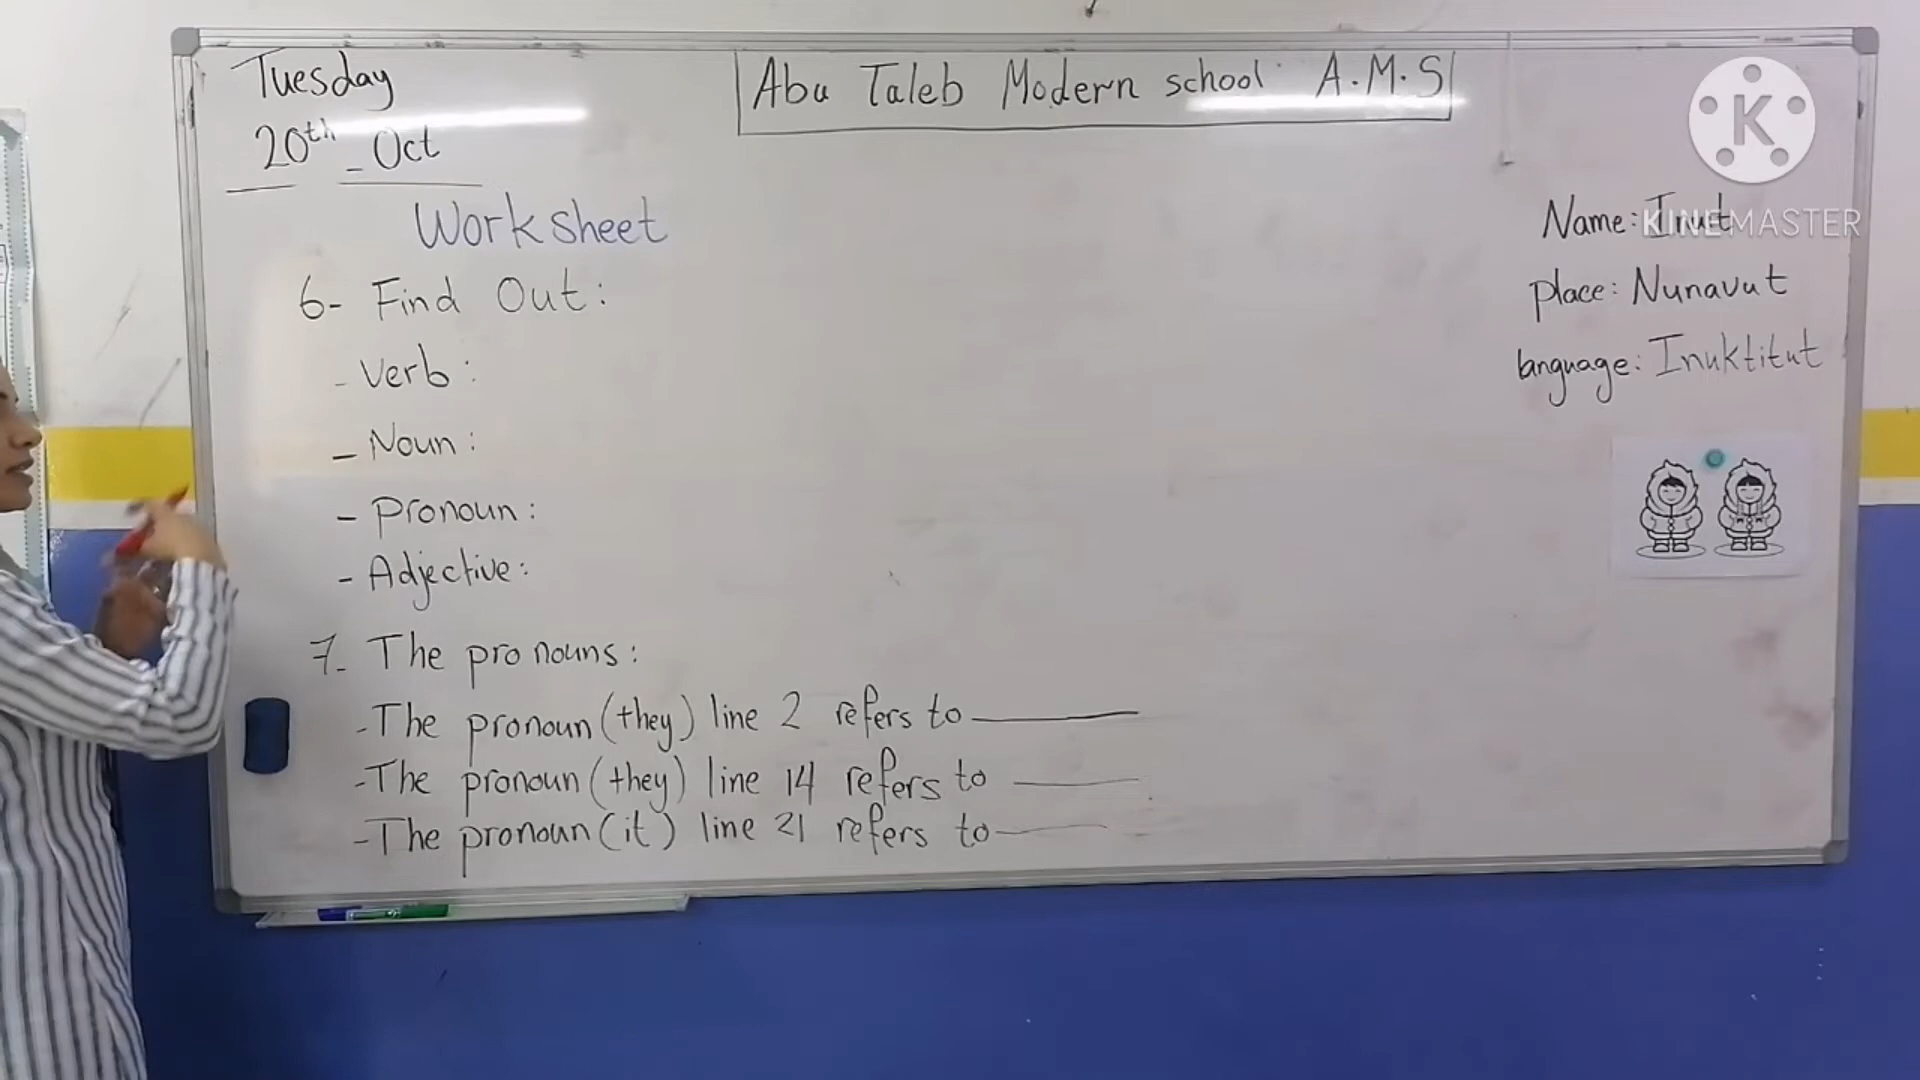 Tuesday
20th - Oct
Abu Taleb Modern school A.M.S
Worksheet
6- Find Out:
- Verb:
- Noun:
- Pronoun:
- Adjective:
7- The pronouns:
- The pronoun (they) line 2 refers to
- The pronoun (they) line 14 refers to
- The pronoun (it) line 21 refers to
K
KINEMASTER
Name: Inuit
place: Nunavut
language: Inuktitut